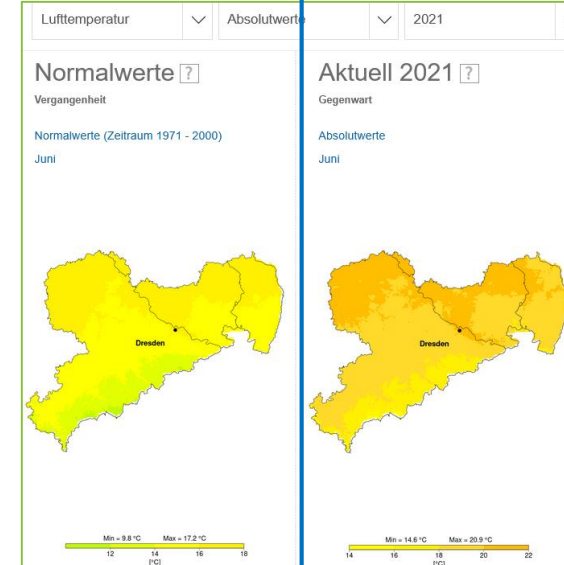 Lufttemperatur
Absolutwerte
2021
Normalwerte ?
Vergangenheit
Normalwerte (Zeitraum 1971 - 2000)
Juni
Dresden
Min = 9.8 °C Max = 17.2 °C
12 14 16 18
[°C]
Aktuell 2021 ?
Gegenwart
Absolutwerte
Juni
Dresden
Min = 14.6 °C Max = 20.9 °C
14 16 18 20 22
[°C]